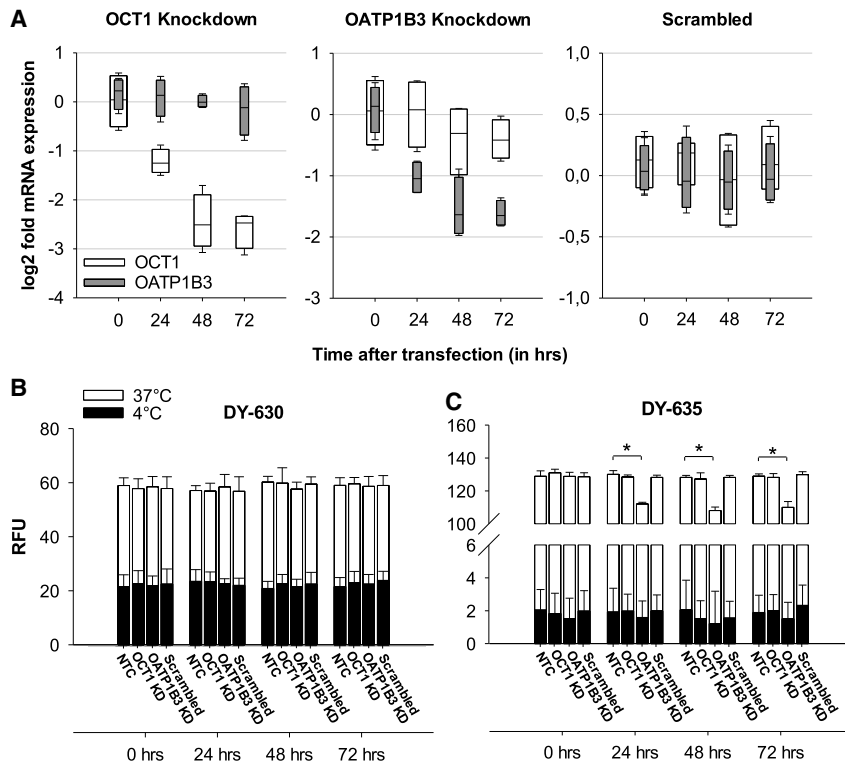 A
OCT1 Knockdown
OATP1B3 Knockdown
Scrambled
log2 fold mRNA expression
1
0
-1
-2
-3
-4
OCT1
OATP1B3
0 24 48 72
1
0
-1
-2
-3
0 24 48 72
1,0
0,5
0,0
-0,5
-1,0
0 24 48 72
Time after transfection (in hrs)
B
37°C
4°C
DY-630
RFU
80
60
40
20
0
NTC
OCT1 KD
OATP1B3 KD
Scrambled
NTC
OCT1 KD
OATP1B3 KD
Scrambled
NTC
OCT1 KD
OATP1B3 KD
Scrambled
NTC
OCT1 KD
OATP1B3 KD
Scrambled
0 hrs 24 hrs 48 hrs 72 hrs
C
DY-635
160
140
120
100
6
4
2
0
* * *
NTC
OCT1 KD
OATP1B3 KD
Scrambled
NTC
OCT1 KD
OATP1B3 KD
Scrambled
NTC
OCT1 KD
OATP1B3 KD
Scrambled
NTC
OCT1 KD
OATP1B3 KD
Scrambled
0 hrs 24 hrs 48 hrs 72 hrs